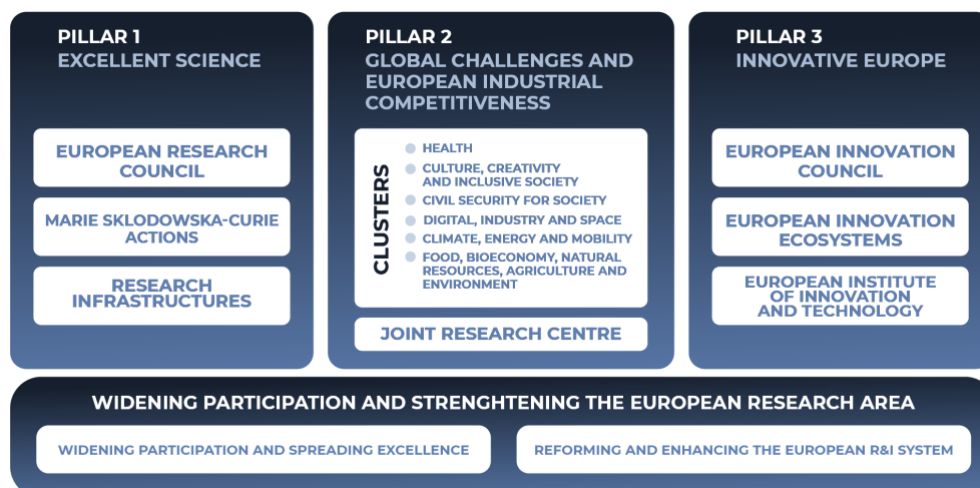 PILLAR 1
EXCELLENT SCIENCE
EUROPEAN RESEARCH
COUNCIL
MARIE SKLODOWSKA-CURIE
ACTIONS
RESEARCH
INFRASTRUCTURES
PILLAR 2
GLOBAL CHALLENGES AND
EUROPEAN INDUSTRIAL
COMPETITIVENESS
CLUSTERS
HEALTH
CULTURE, CREATIVITY
AND INCLUSIVE SOCIETY
CIVIL SECURITY FOR SOCIETY
DIGITAL, INDUSTRY AND SPACE
CLIMATE, ENERGY AND MOBILITY
FOOD, BIOECONOMY, NATURAL
RESOURCES, AGRICULTURE AND
ENVIRONMENT
JOINT RESEARCH CENTRE
PILLAR 3
INNOVATIVE EUROPE
EUROPEAN INNOVATION
COUNCIL
EUROPEAN INNOVATION
ECOSYSTEMS
EUROPEAN INSTITUTE
OF INNOVATION
AND TECHNOLOGY
WIDENING PARTICIPATION AND STRENGHTENING THE EUROPEAN RESEARCH AREA
WIDENING PARTICIPATION AND SPREADING EXCELLENCE
REFORMING AND ENHANCING THE EUROPEAN R&I SYSTEM